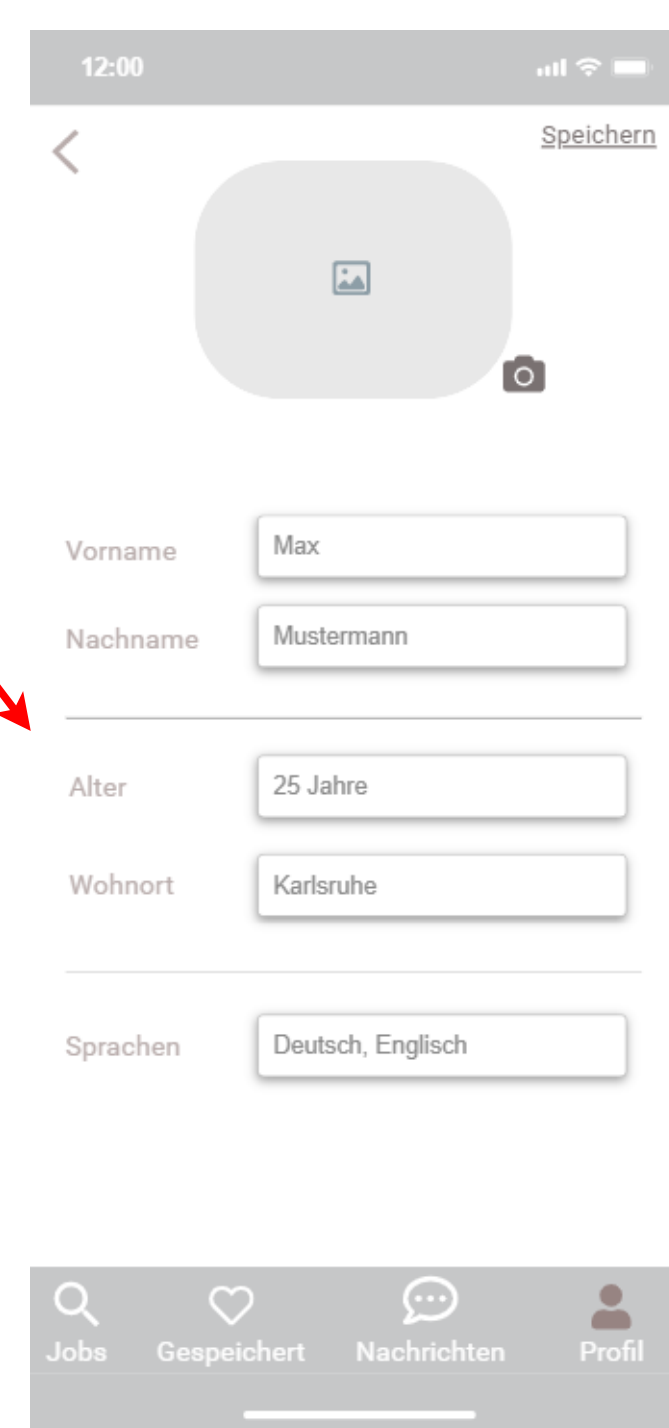 12:00
Speichern
Vorname Max
Nachname Mustermann
Alter 25 Jahre
Wohnort Karlsruhe
Sprachen Deutsch, Englisch
Jobs Gespeichert Nachrichten Profil